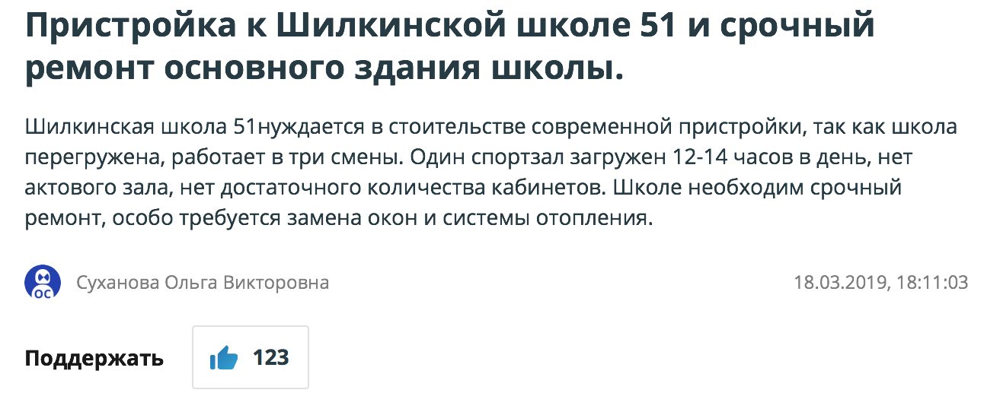 Пристройка к Шилкинской школе 51 и срочный
ремонт основного здания школы.
Шилкинская школа 51нуждается в стоительстве современной пристройки, так как школа
перегружена, работает в три смены. Один спортзал загружен 12-14 часов в день, нет
актового зала, нет достаточного количества кабинетов. Школе необходим срочный
ремонт, особо требуется замена окон и системы отопления.
ОС
Суханова Ольга Викторовна 18.03.2019, 18:11:03
Поддержать 123